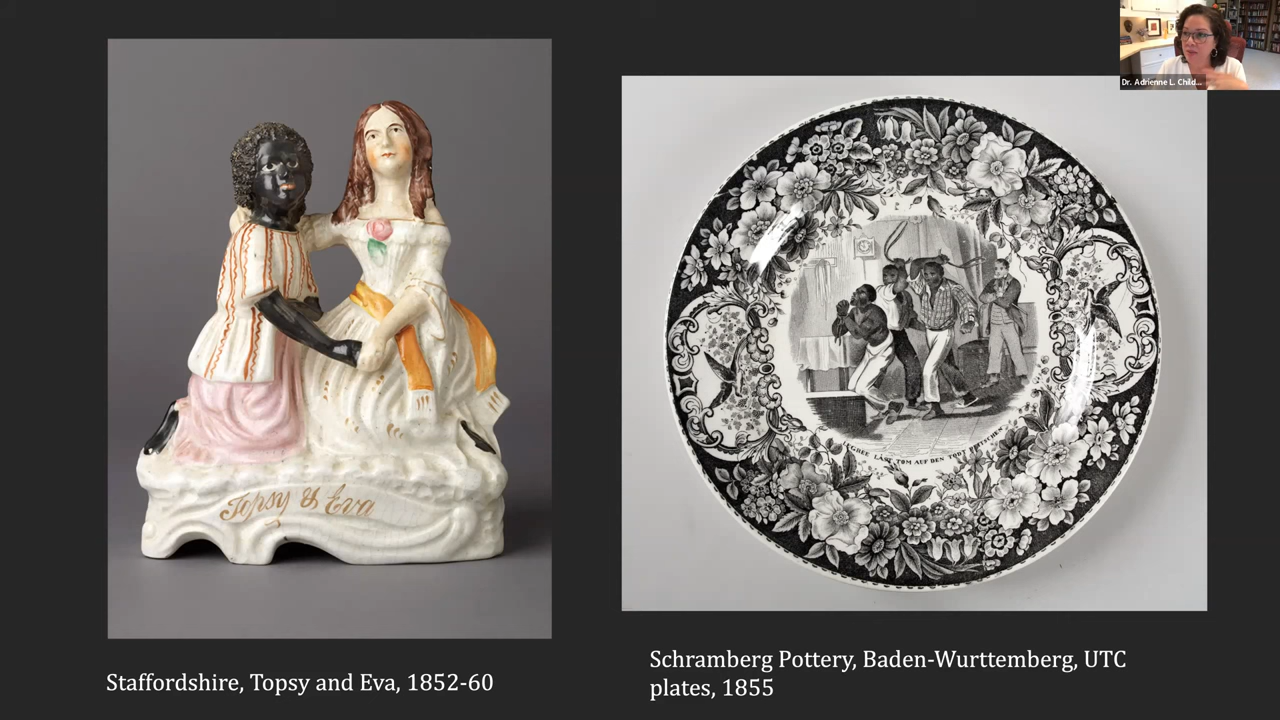 Dr. Adrienne L. Child...
Topsy & Eva
LEGREE LÄSST TOM AUF DEN TODT PEITSCHEN
Staffordshire, Topsy and Eva, 1852-60
Schramberg Pottery, Baden-Wurttemberg, UTC
plates, 1855